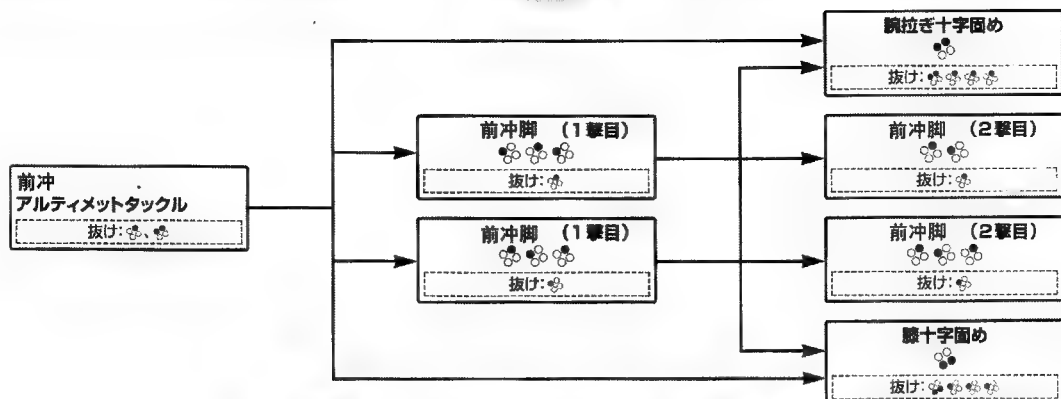 腕拉ぎ十字固め
抜け:
前冲脚 (1撃目)
抜け:
前冲脚 (2撃目)
抜け:
前冲
アルティメットタックル
抜け: 、
前冲脚 (1撃目)
抜け:
前冲脚 (2撃目)
抜け:
膝十字固め
抜け: